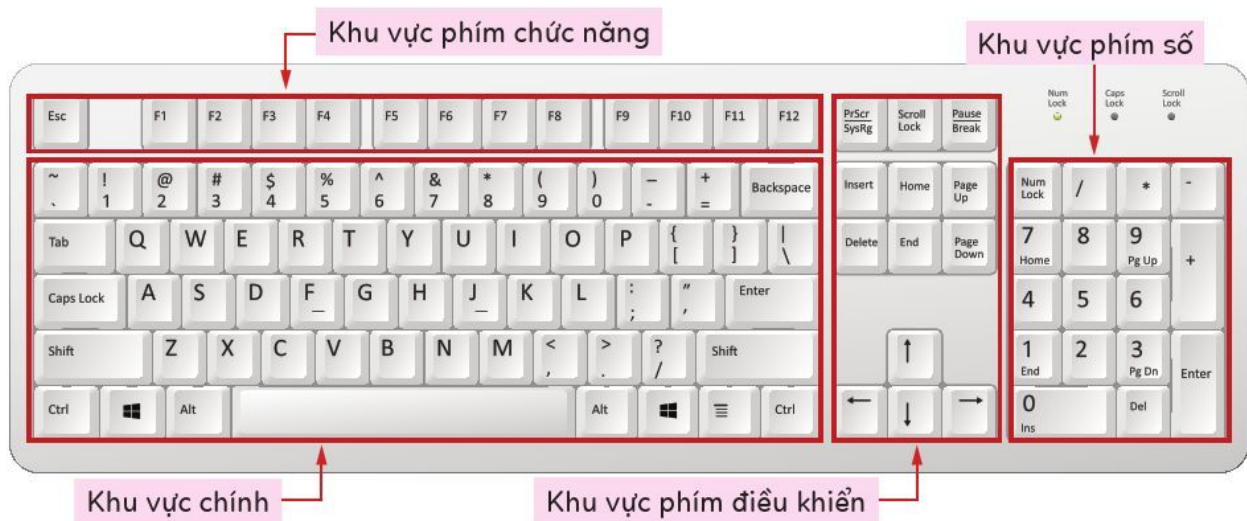 Khu vực phím chức năng
Khu vực phím số
Num Lock Caps Lock Scroll Lock
Esc F1 F2 F3 F4 F5 F6 F7 F8 F9 F10 F11 F12 PrScr SysRg Scroll Lock Pause Break
~ ` ! 1 @ 2 # 3 $ 4 % 5 ^ 6 & 7 * 8 ( 9 ) 0 – - + = Backspace Insert Home Page Up Num Lock / * -
Tab Q W E R T Y U I O P { [ } ] | \ Delete End Page Down 7 Home 8 9 Pg Up +
Caps Lock A S D F G H J K L : ; " ' Enter 4 5 6
Shift Z X C V B N M < , > . ? / Shift ↑ 1 End 2 3 Pg Dn Enter
Ctrl Alt Alt Ctrl ← ↓ → 0 Ins Del
Khu vực chính
Khu vực phím điều khiển